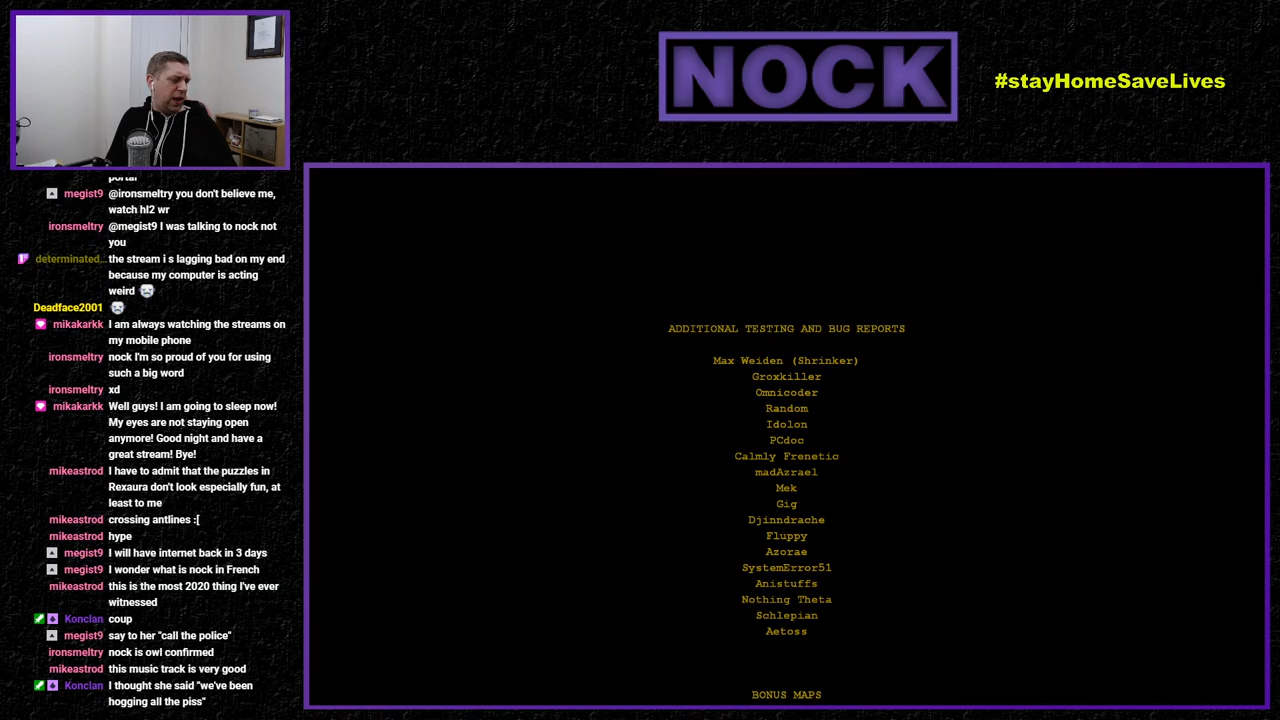 NOCK
#stayHomeSaveLives
portal
megist9 @ironsmeltry you don't believe me,
watch hl2 wr
ironsmeltry @megist9 I was talking to nock not
you
determinated... the stream i s lagging bad on my end
because my computer is acting
weird
Deadface2001
mikakarkk I am always watching the streams on
my mobile phone
ironsmeltry nock I'm so proud of you for using
such a big word
ironsmeltry xd
mikakarkk Well guys! I am going to sleep now!
My eyes are not staying open
anymore! Good night and have a
great stream! Bye!
mikeastrod I have to admit that the puzzles in
Rexaura don't look especially fun, at
least to me
mikeastrod crossing antlines :[
mikeastrod hype
megist9 I will have internet back in 3 days
megist9 I wonder what is nock in French
mikeastrod this is the most 2020 thing I've ever
witnessed
Konclan coup
megist9 say to her "call the police"
ironsmeltry nock is owl confirmed
mikeastrod this music track is very good
Konclan I thought she said "we've been
hogging all the piss"
ADDITIONAL TESTING AND BUG REPORTS
Max Weiden (Shrinker)
Groxkiller
Omnicoder
Random
Idolon
PCdoc
Calmly Frenetic
madAzrael
Mek
Gig
Djinndrache
Fluppy
Azorae
SystemError51
Anistuffs
Nothing Theta
Schlepian
Aetoss
BONUS MAPS